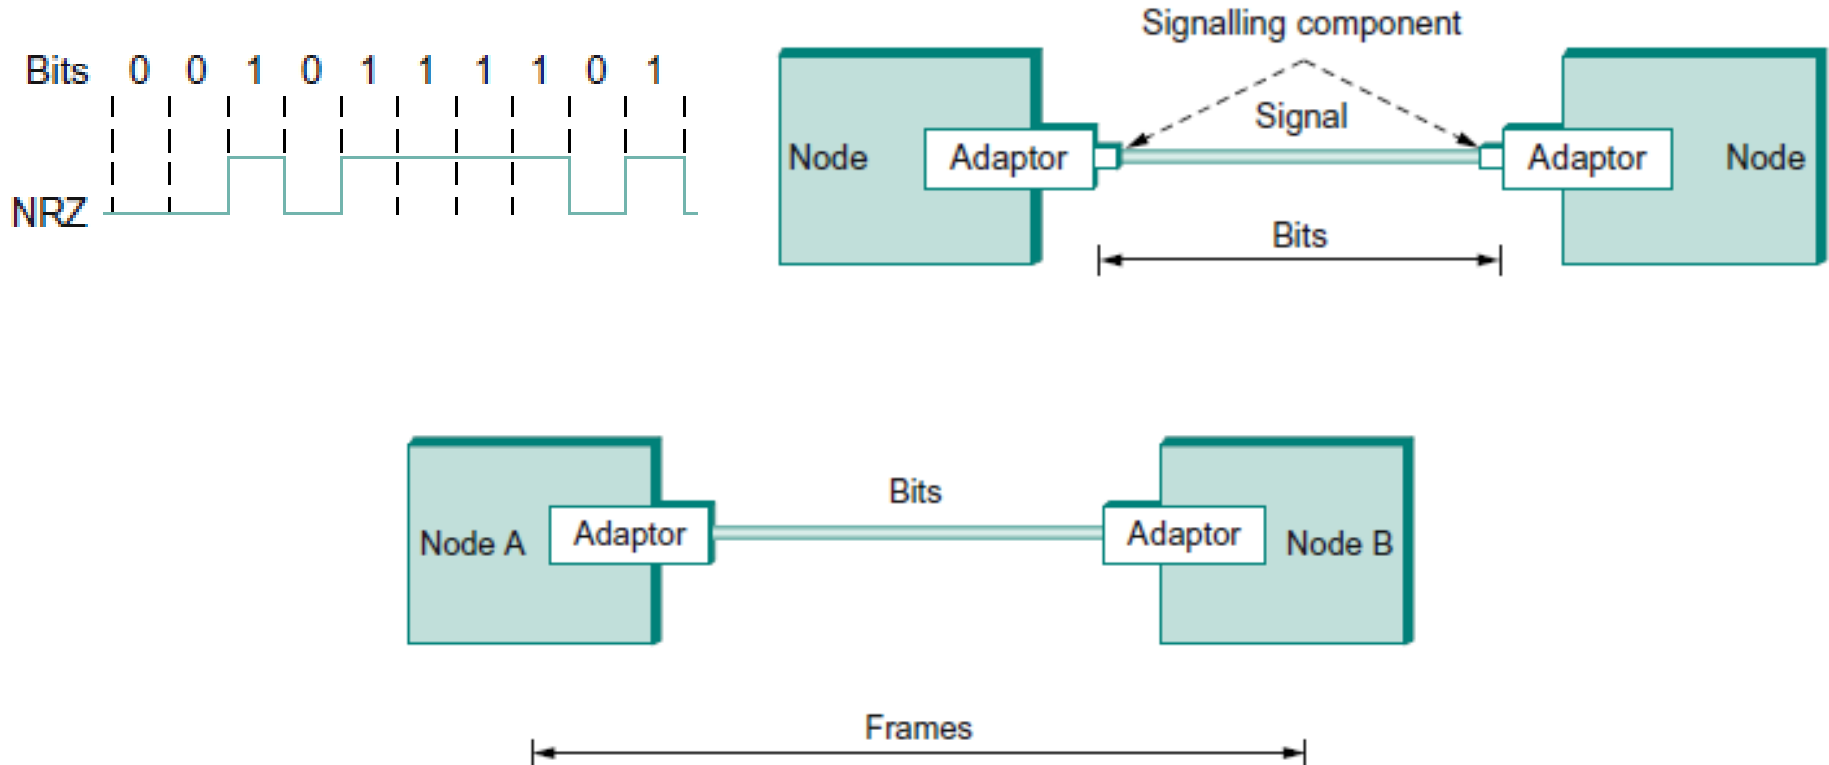 Bits 0 0 1 0 1 1 1 1 0 1
NRZ
Signalling component
Signal
Node Adaptor Adaptor Node
Bits
Bits
Node A Adaptor Adaptor Node B
Frames